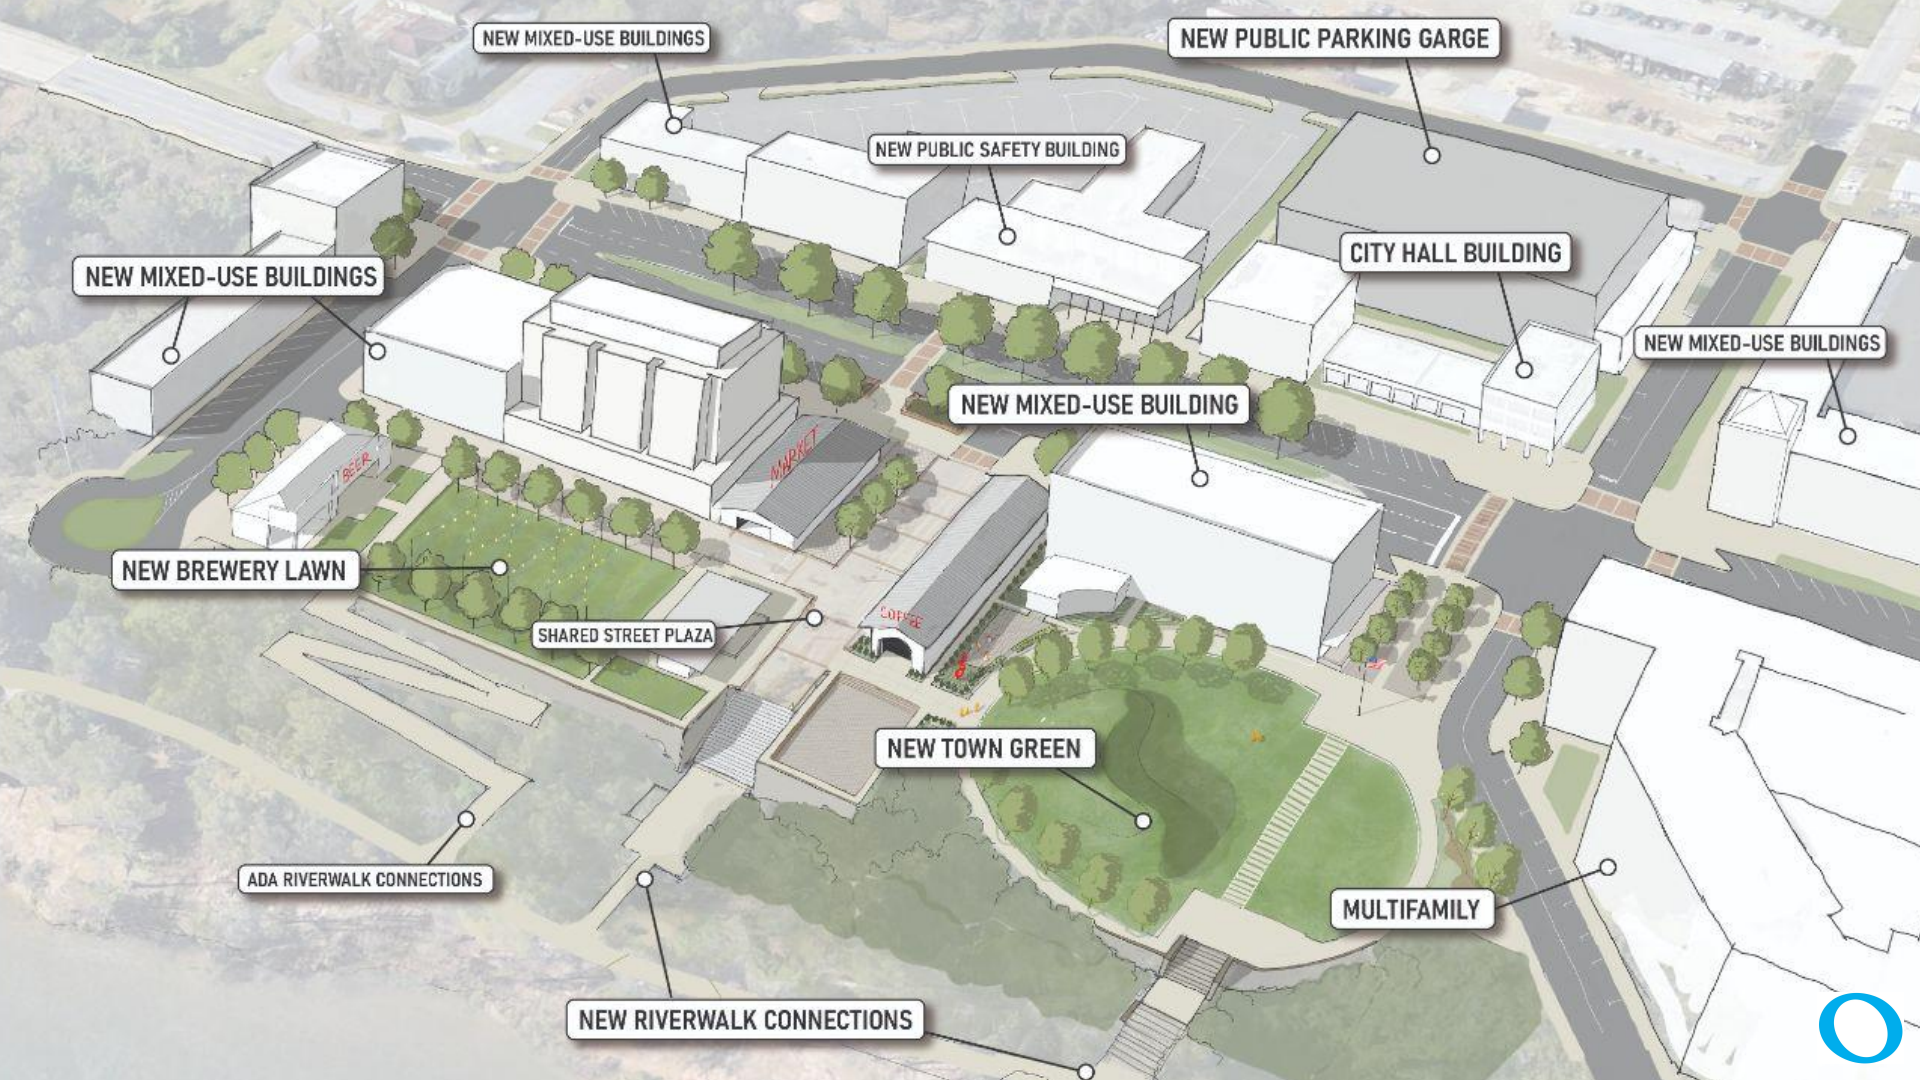 NEW MIXED-USE BUILDINGS
NEW PUBLIC PARKING GARGE
NEW PUBLIC SAFETY BUILDING
CITY HALL BUILDING
NEW MIXED-USE BUILDINGS
NEW MIXED-USE BUILDINGS
NEW MIXED-USE BUILDING
MARKET
BEER
NEW BREWERY LAWN
COFFEE
SHARED STREET PLAZA
NEW TOWN GREEN
ADA RIVERWALK CONNECTIONS
MULTIFAMILY
NEW RIVERWALK CONNECTIONS
O